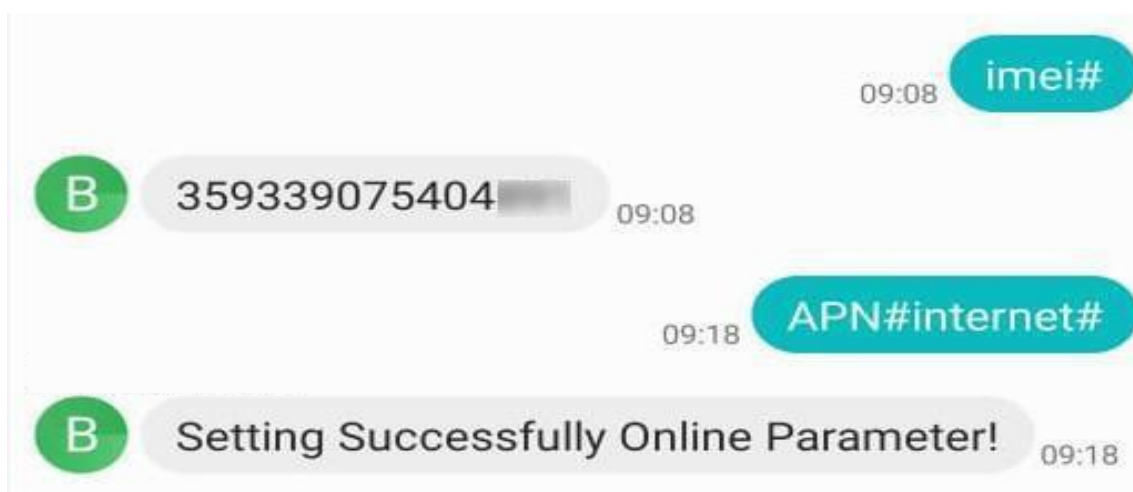 imei#
09:08
B
359339075404
09:08
APN#internet#
09:18
B
Setting Successfully Online Parameter!
09:18